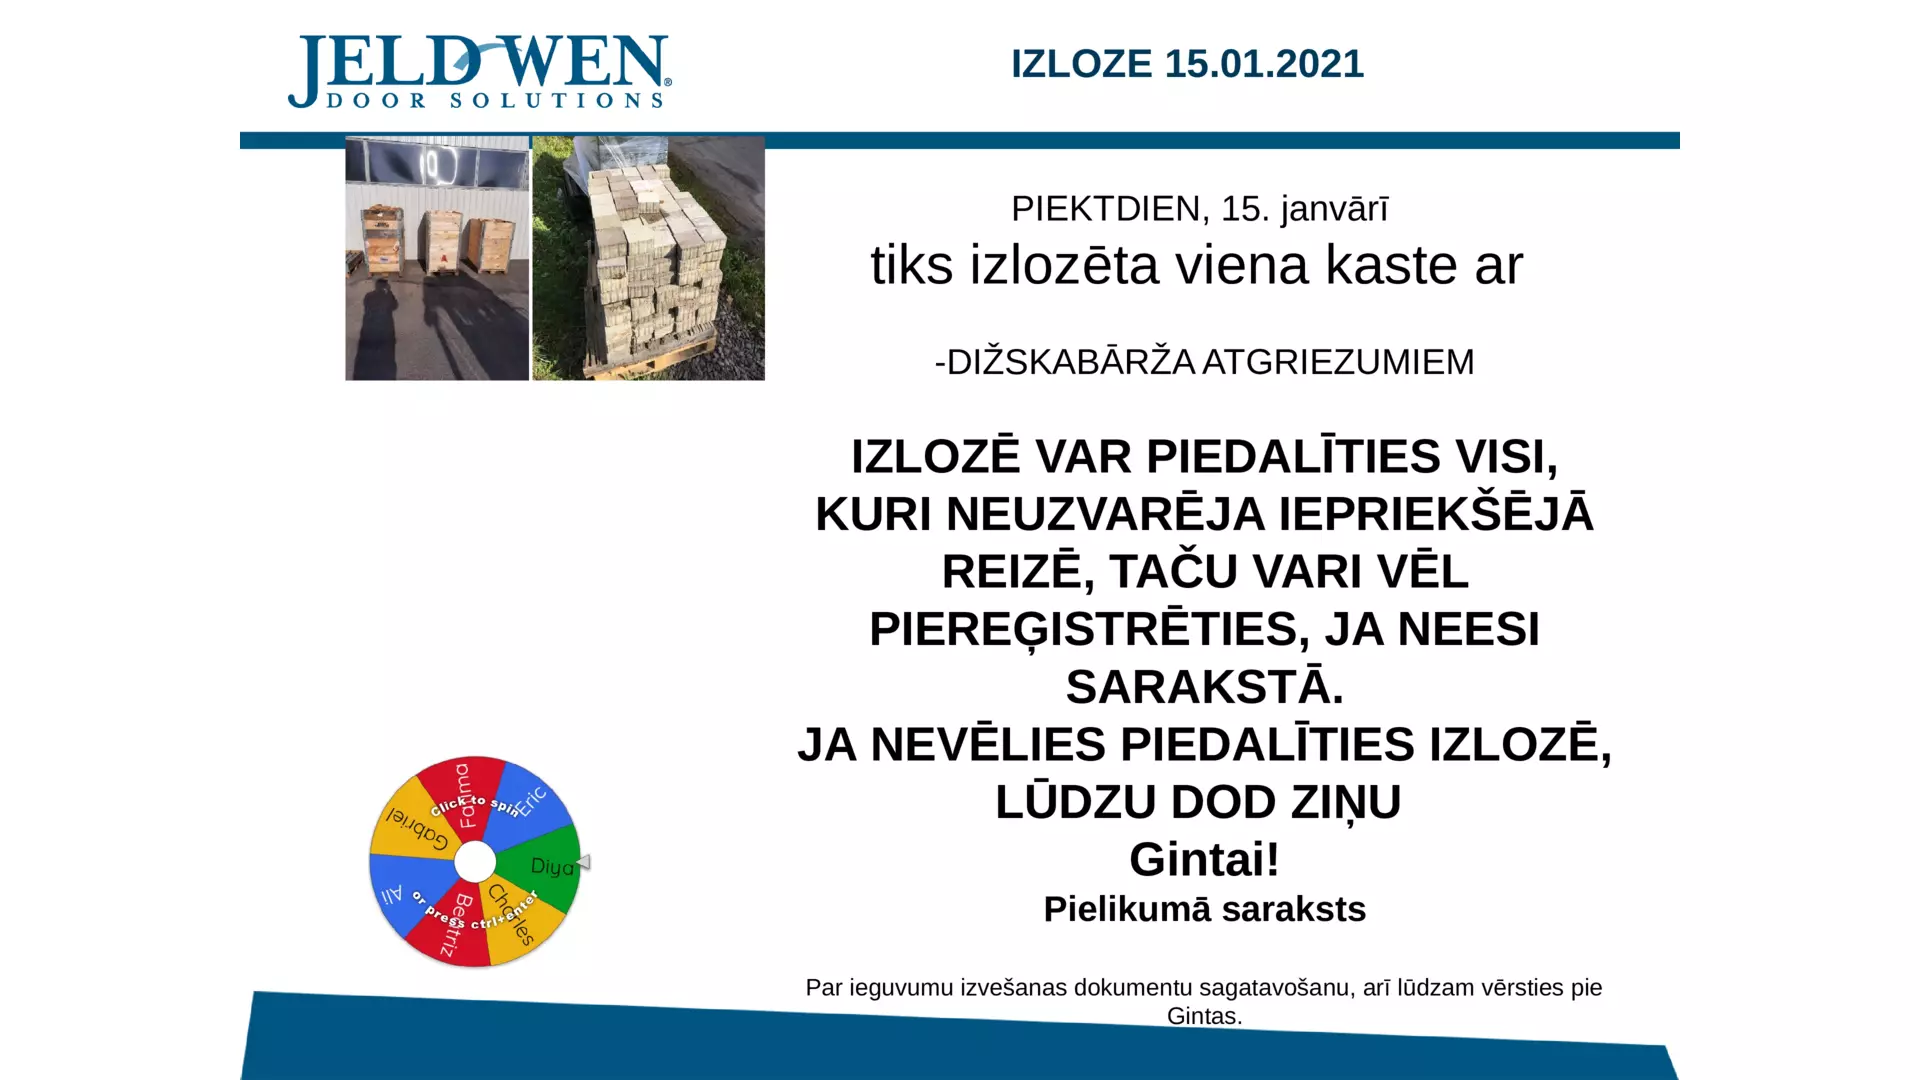 JELD-WEN®
DOOR SOLUTIONS
IZLOZE 15.01.2021
PIEKTDIEN, 15. janvārī
tiks izlozēta viena kaste ar
-DIŽSKABĀRŽA ATGRIEZUMIEM
IZLOZĒ VAR PIEDALĪTIES VISI,
KURI NEUZVARĒJA IEPRIEKŠĒJĀ
REIZĒ, TAČU VARI VĒL
PIEREĢISTRĒTIES, JA NEESI
SARAKSTĀ.
JA NEVĒLIES PIEDALĪTIES IZLOZĒ,
LŪDZU DOD ZIŅU
Gintai!
Pielikumā saraksts
Click to spin
or press ctrl+enter
Fatima
Eric
Diya
Charles
Beatriz
Ali
Gabriel
Par ieguvumu izvešanas dokumentu sagatavošanu, arī lūdzam vērsties pie
Gintas.